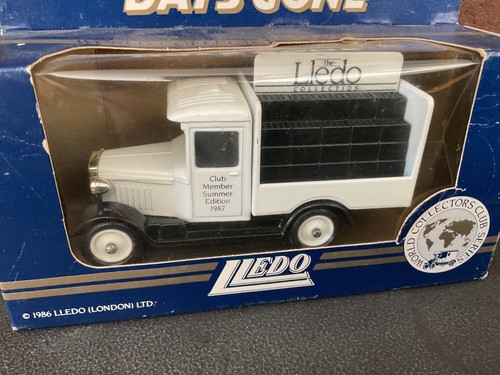 DAYS GONE
The
Lledo
COLLECTION
Club
Member
Summer
Edition
1987
LLEDO
WORLD COLLECTORS CLUB SERIES
© 1986 LLEDO (LONDON) LTD.